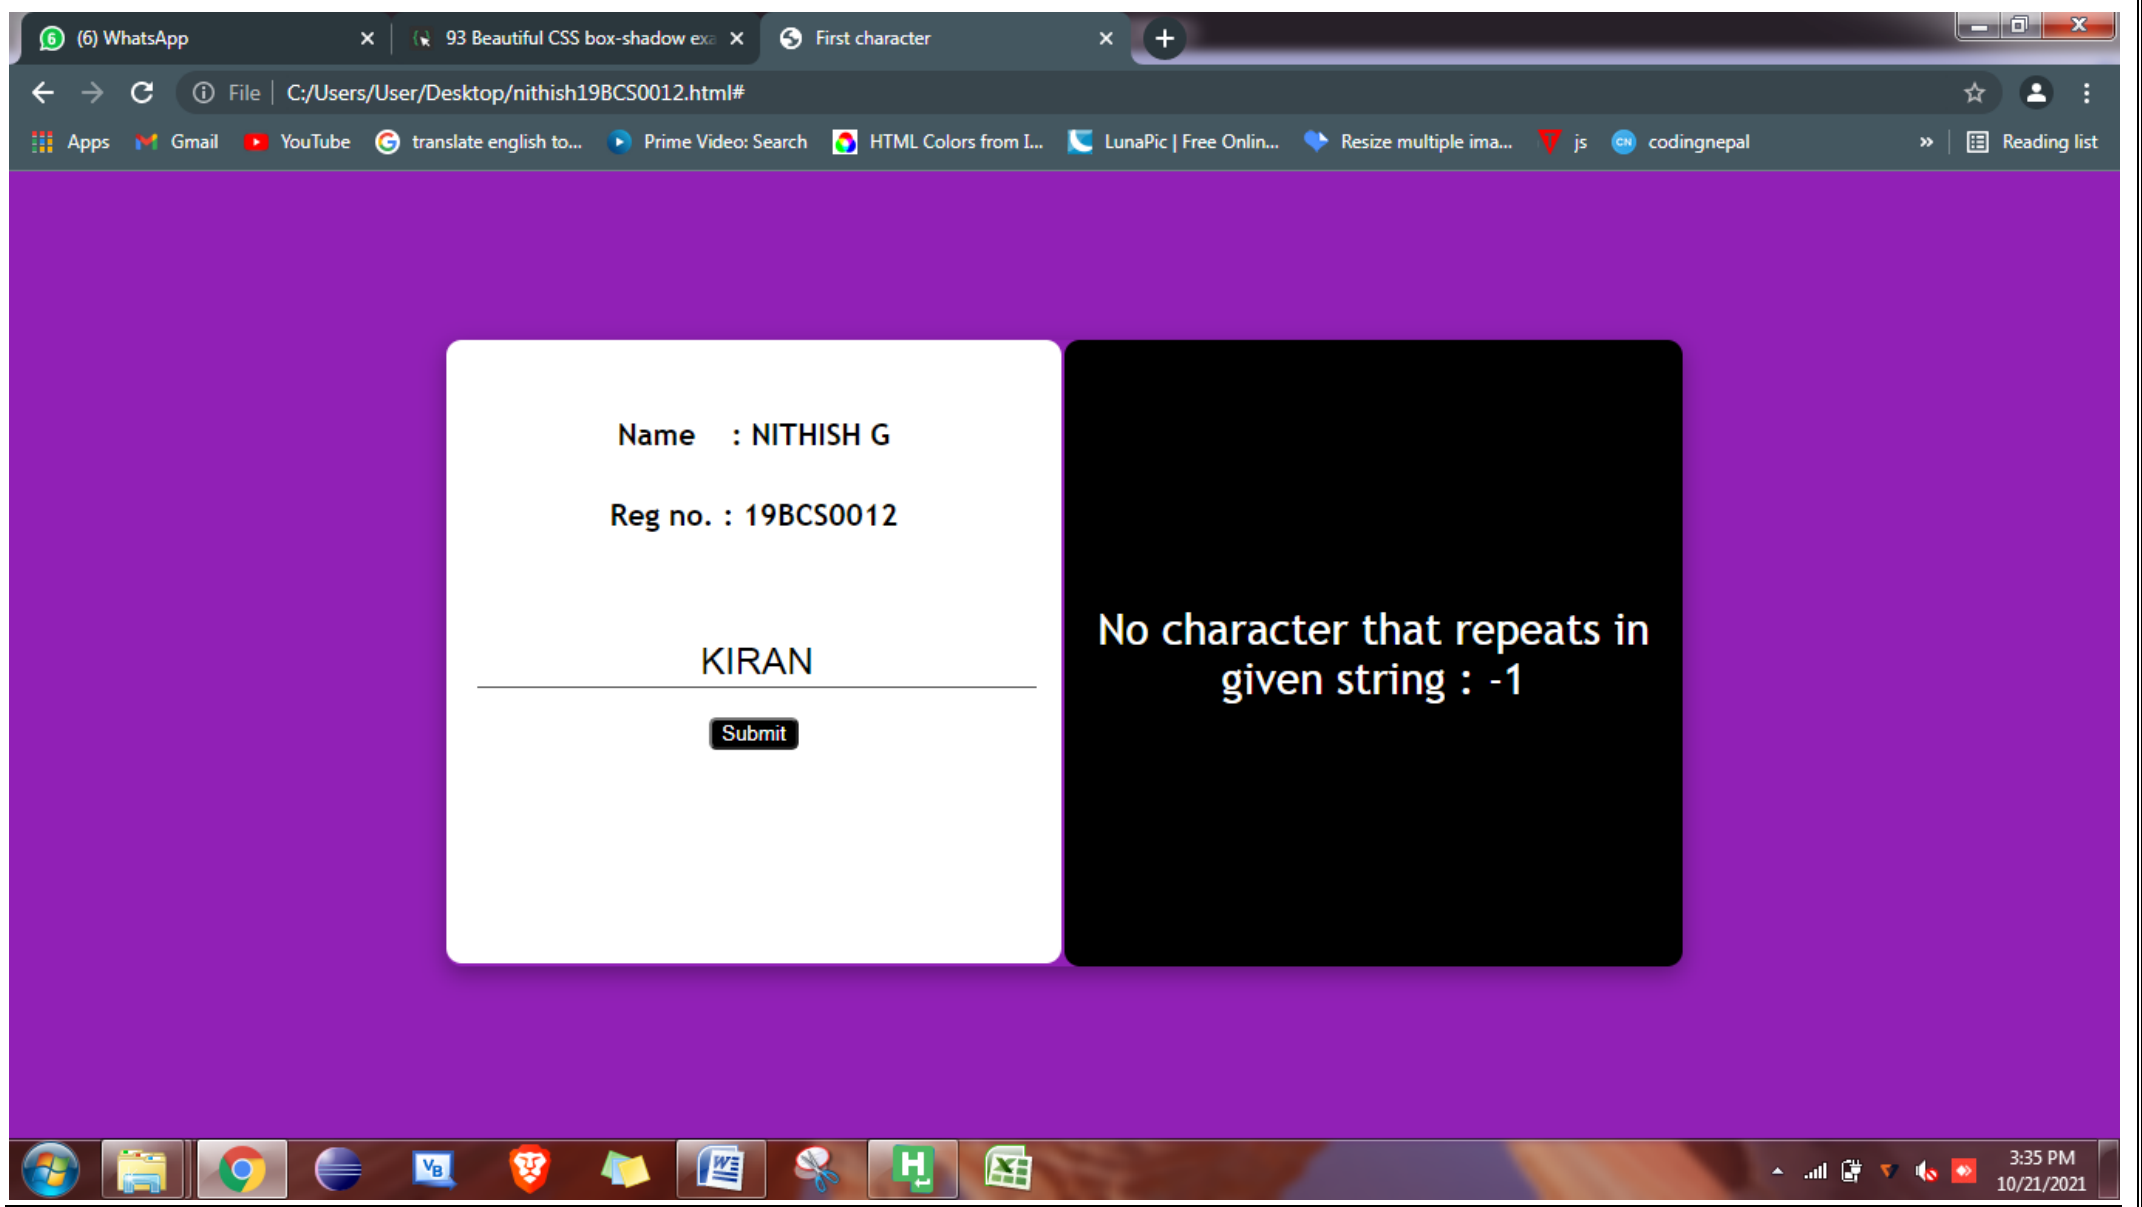 (6) WhatsApp
93 Beautiful CSS box-shadow exa
First character
File | C:/Users/User/Desktop/nithish19BCS0012.html#
Apps
Gmail
YouTube
translate english to...
Prime Video: Search
HTML Colors from I...
LunaPic | Free Onlin...
Resize multiple ima...
js
CN
codingnepal
»
Reading list
Name : NITHISH G
Reg no. : 19BCS0012
KIRAN
Submit
No character that repeats in
given string : -1
VB
3:35 PM
10/21/2021